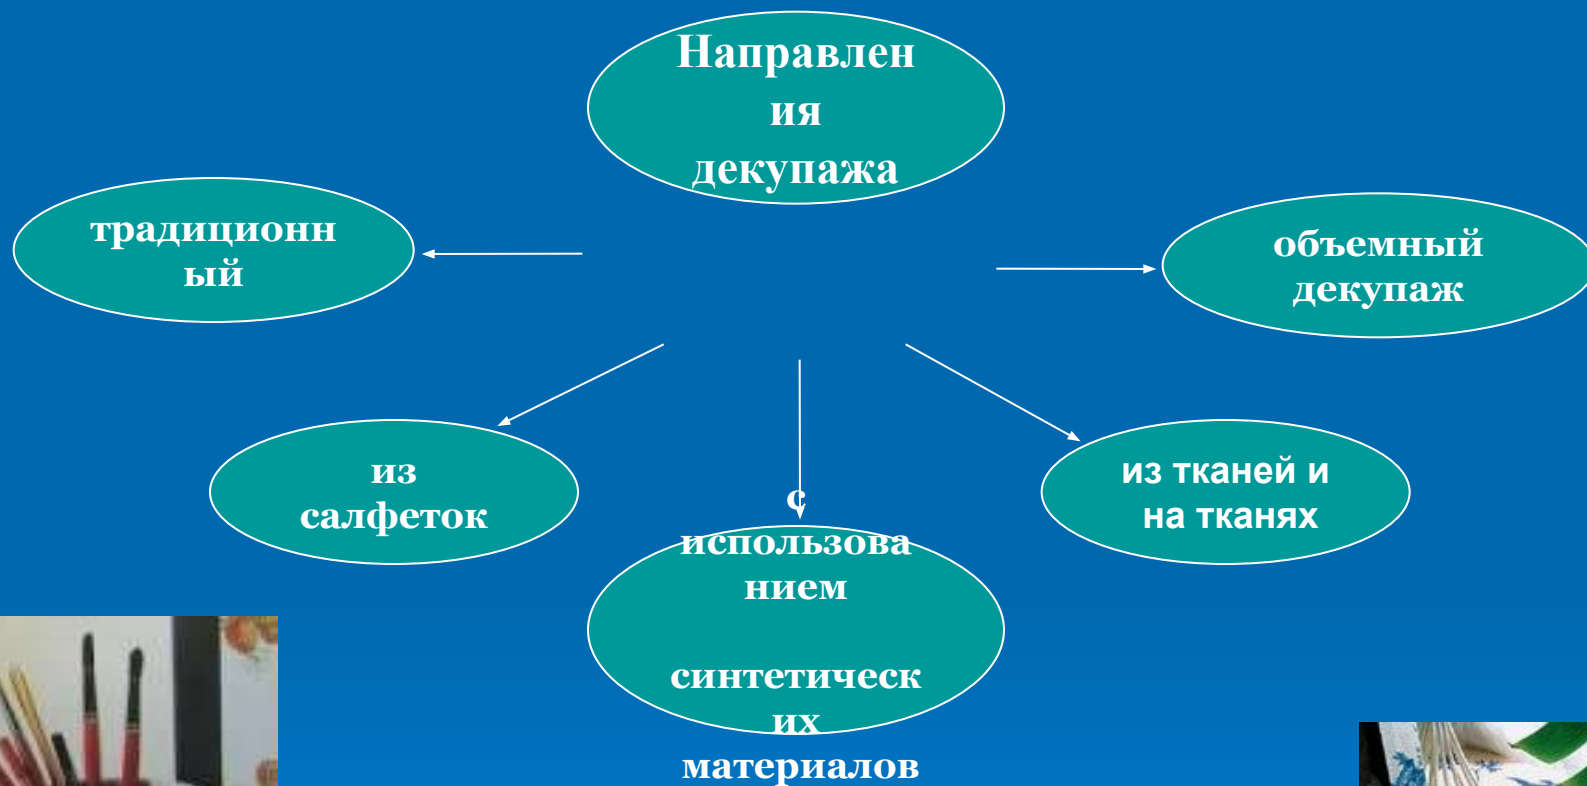 Направлен
ия
декупажа
традиционн
ый
объемный
декупаж
из
салфеток
с
использова
нием
синтетическ
их
материалов
из тканей и
на тканях